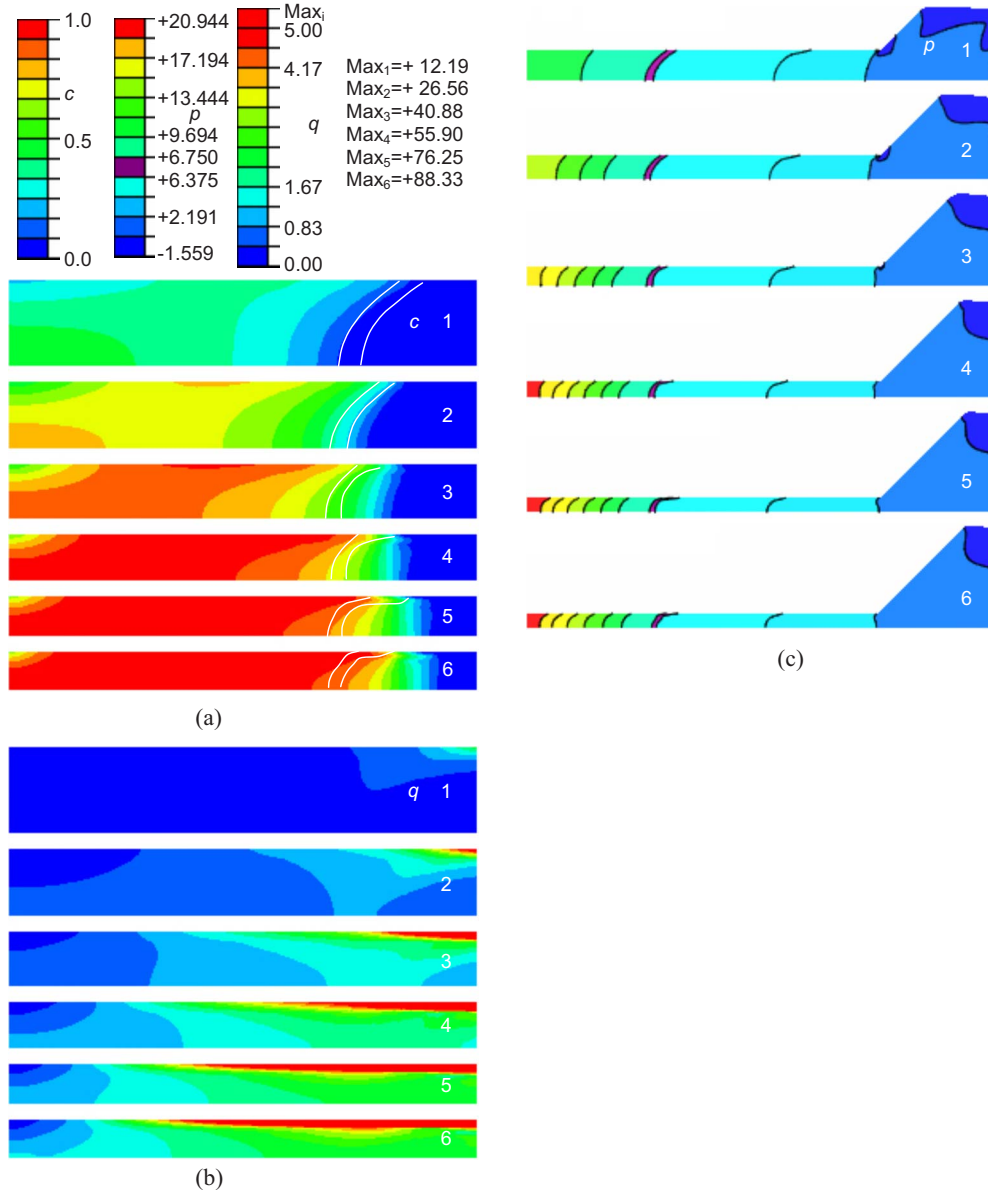 1.0
c
0.5
0.0
+20.944
+17.194
+13.444
p
+9.694
+6.750
+6.375
+2.191
-1.559
Maxi
5.00
4.17
q
1.67
0.83
0.00
Max1=+ 12.19
Max2=+ 26.56
Max3=+40.88
Max4=+55.90
Max5=+76.25
Max6=+88.33
c 1
2
3
4
5
6
(a)
q 1
2
3
4
5
6
(b)
p 1
2
3
4
5
6
(c)